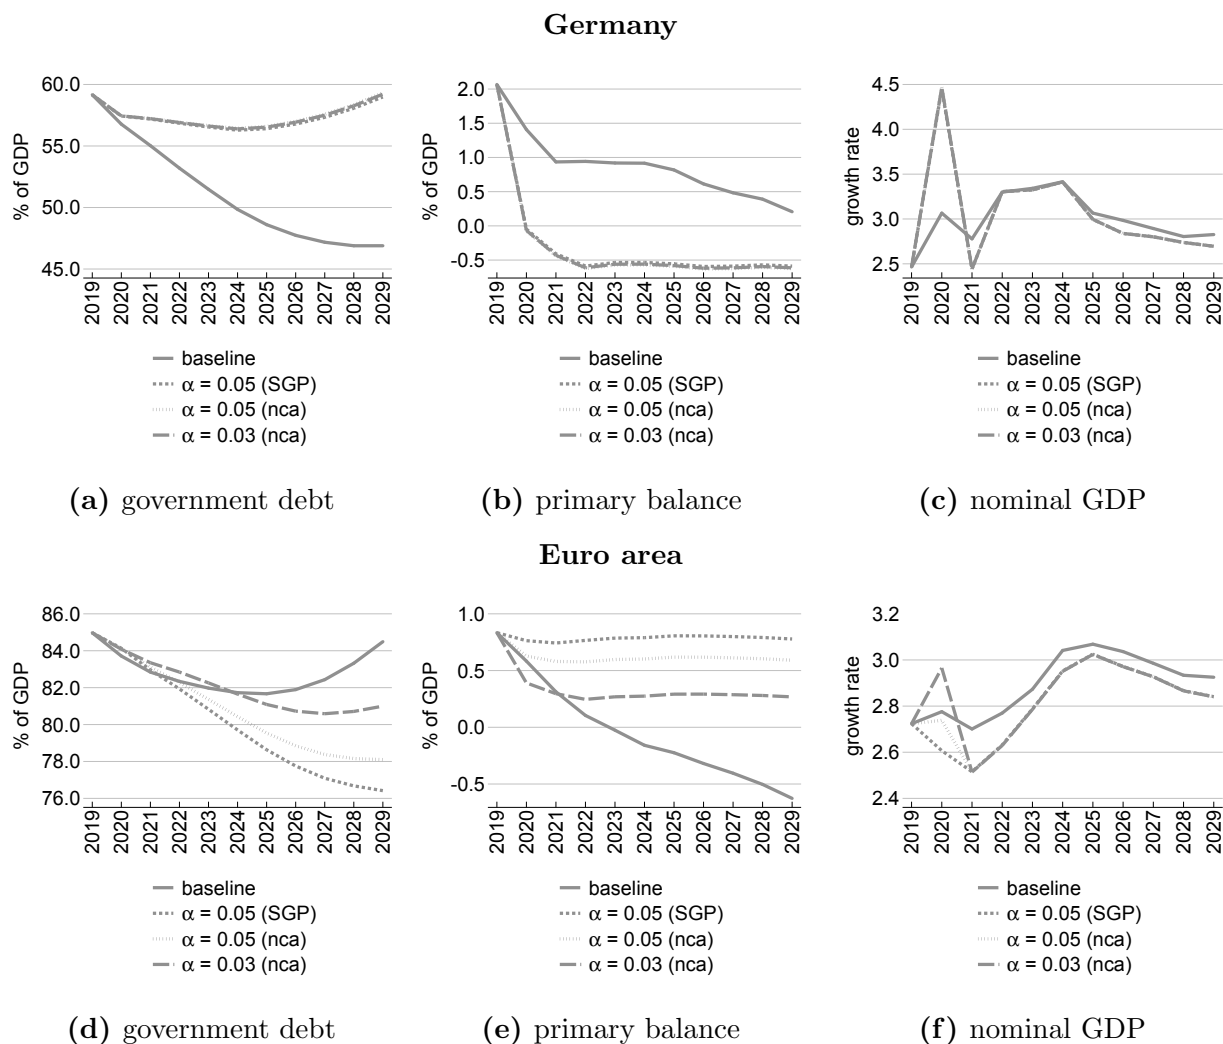 Germany
60.0
55.0
50.0
45.0
% of GDP
2019 2020 2021 2022 2023 2024 2025 2026 2027 2028 2029
baseline
α = 0.05 (SGP)
α = 0.05 (nca)
α = 0.03 (nca)
(a) government debt
2.0
1.5
1.0
0.5
0.0
-0.5
% of GDP
2019 2020 2021 2022 2023 2024 2025 2026 2027 2028 2029
baseline
α = 0.05 (SGP)
α = 0.05 (nca)
α = 0.03 (nca)
(b) primary balance
4.5
4.0
3.5
3.0
2.5
growth rate
2019 2020 2021 2022 2023 2024 2025 2026 2027 2028 2029
baseline
α = 0.05 (SGP)
α = 0.05 (nca)
α = 0.03 (nca)
(c) nominal GDP
Euro area
86.0
84.0
82.0
80.0
78.0
76.0
% of GDP
2019 2020 2021 2022 2023 2024 2025 2026 2027 2028 2029
baseline
α = 0.05 (SGP)
α = 0.05 (nca)
α = 0.03 (nca)
(d) government debt
1.0
0.5
0.0
-0.5
% of GDP
2019 2020 2021 2022 2023 2024 2025 2026 2027 2028 2029
baseline
α = 0.05 (SGP)
α = 0.05 (nca)
α = 0.03 (nca)
(e) primary balance
3.2
3.0
2.8
2.6
2.4
growth rate
2019 2020 2021 2022 2023 2024 2025 2026 2027 2028 2029
baseline
α = 0.05 (SGP)
α = 0.05 (nca)
α = 0.03 (nca)
(f) nominal GDP